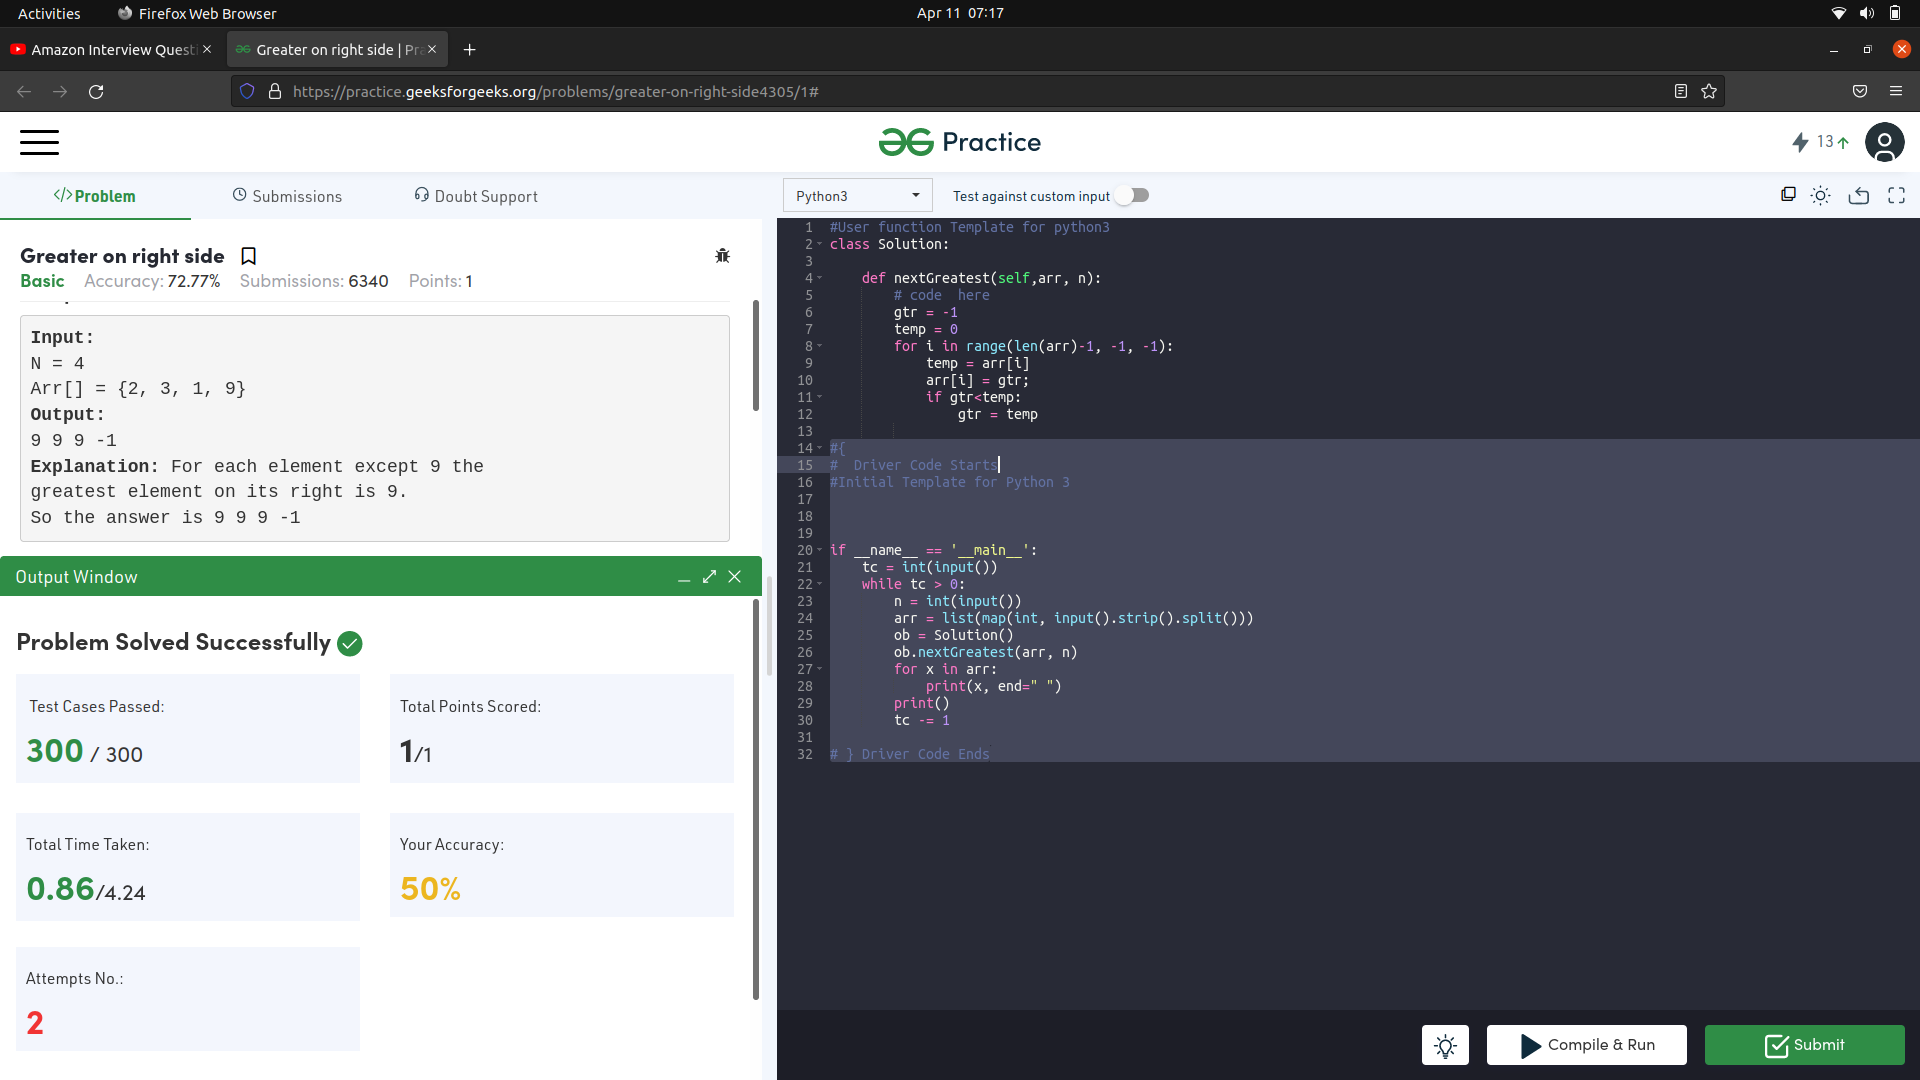 Activities
Firefox Web Browser
Apr 11 07:17
Amazon Interview Questi
Greater on right side | Pra
https://practice.geeksforgeeks.org/problems/greater-on-right-side4305/1#
Practice
13
</>Problem
Submissions
Doubt Support
Greater on right side
Basic Accuracy: 72.77% Submissions: 6340 Points: 1
Input:
N = 4
Arr[] = {2, 3, 1, 9}
Output:
9 9 9 -1
Explanation: For each element except 9 the
greatest element on its right is 9.
So the answer is 9 9 9 -1
Output Window
Problem Solved Successfully
Test Cases Passed:
300 / 300
Total Points Scored:
1/1
Total Time Taken:
0.86/4.24
Your Accuracy:
50%
Attempts No.:
2
Python3
Test against custom input
1 #User function Template for python3
2 class Solution:
3
4     def nextGreatest(self,arr, n):
5         # code  here
6         gtr = -1
7         temp = 0
8         for i in range(len(arr)-1, -1, -1):
9             temp = arr[i]
10             arr[i] = gtr;
11             if gtr<temp:
12                 gtr = temp
13
14 #{
15 #  Driver Code Starts
16 #Initial Template for Python 3
17
18
19
20 if __name__ == '__main__':
21     tc = int(input())
22     while tc > 0:
23         n = int(input())
24         arr = list(map(int, input().strip().split()))
25         ob = Solution()
26         ob.nextGreatest(arr, n)
27         for x in arr:
28             print(x, end=" ")
29         print()
30         tc -= 1
31
32 # } Driver Code Ends
Compile & Run
Submit